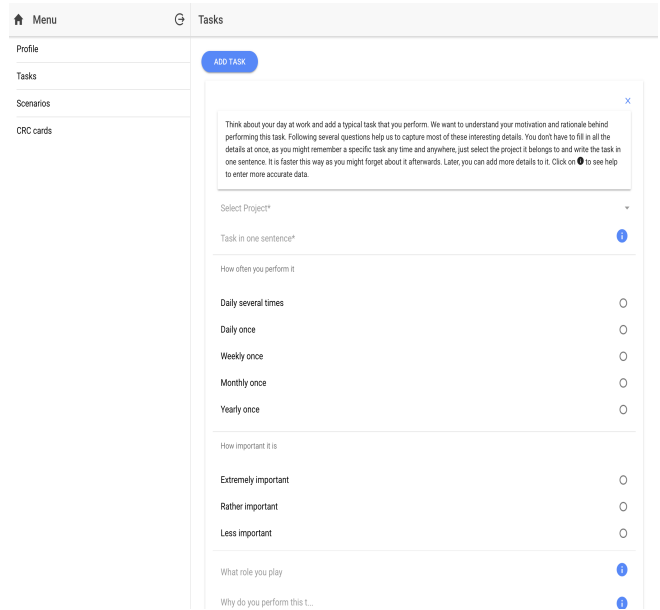 Menu
Tasks
Profile
Tasks
Scenarios
CRC cards
ADD TASK
X
Think about your day at work and add a typical task that you perform. We want to understand your motivation and rationale behind
performing this task. Following several questions help us to capture most of these interesting details. You don't have to fill in all the
details at once, as you might remember a specific task any time and anywhere, just select the project it belongs to and write the task in
one sentence. It is faster this way as you might forget about it afterwards. Later, you can add more details to it. Click on i to see help
to enter more accurate data.
Select Project*
Task in one sentence*
i
How often you perform it
Daily several times
Daily once
Weekly once
Monthly once
Yearly once
How important it is
Extremely important
Rather important
Less important
What role you play
i
Why do you perform this t...
i